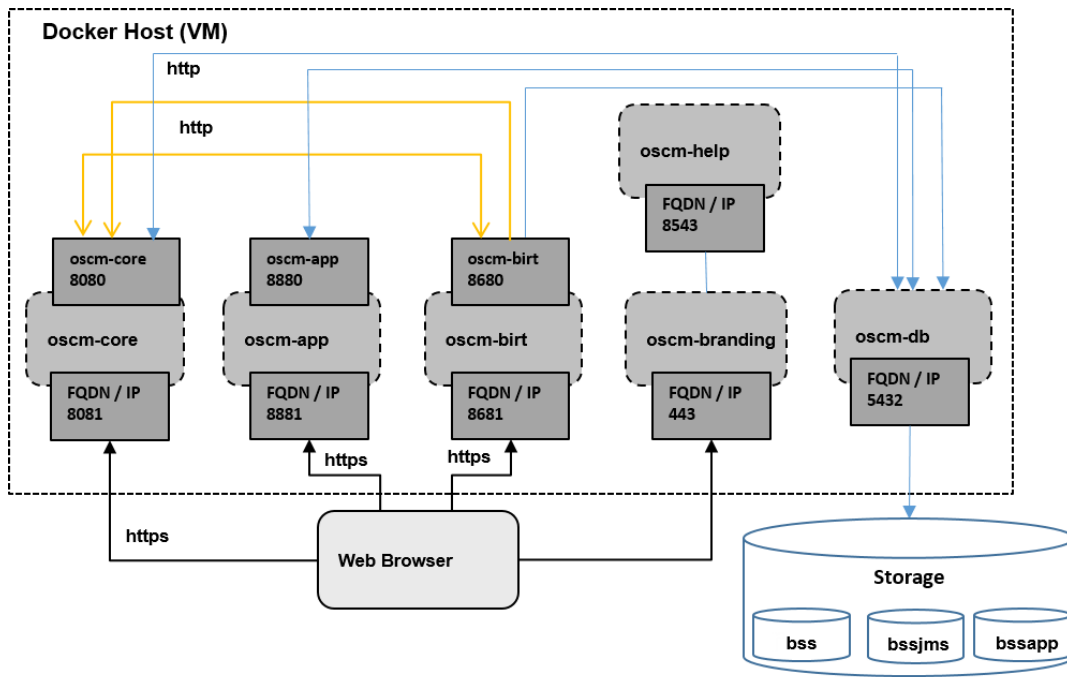 Docker Host (VM)
http
http
oscm-help
FQDN / IP
8543
oscm-core
8080
oscm-app
8880
oscm-birt
8680
oscm-core
oscm-app
oscm-birt
oscm-branding
oscm-db
FQDN / IP
8081
FQDN / IP
8881
FQDN / IP
8681
FQDN / IP
443
FQDN / IP
5432
https
https
https
Web Browser
Storage
bss
bssjms
bssapp